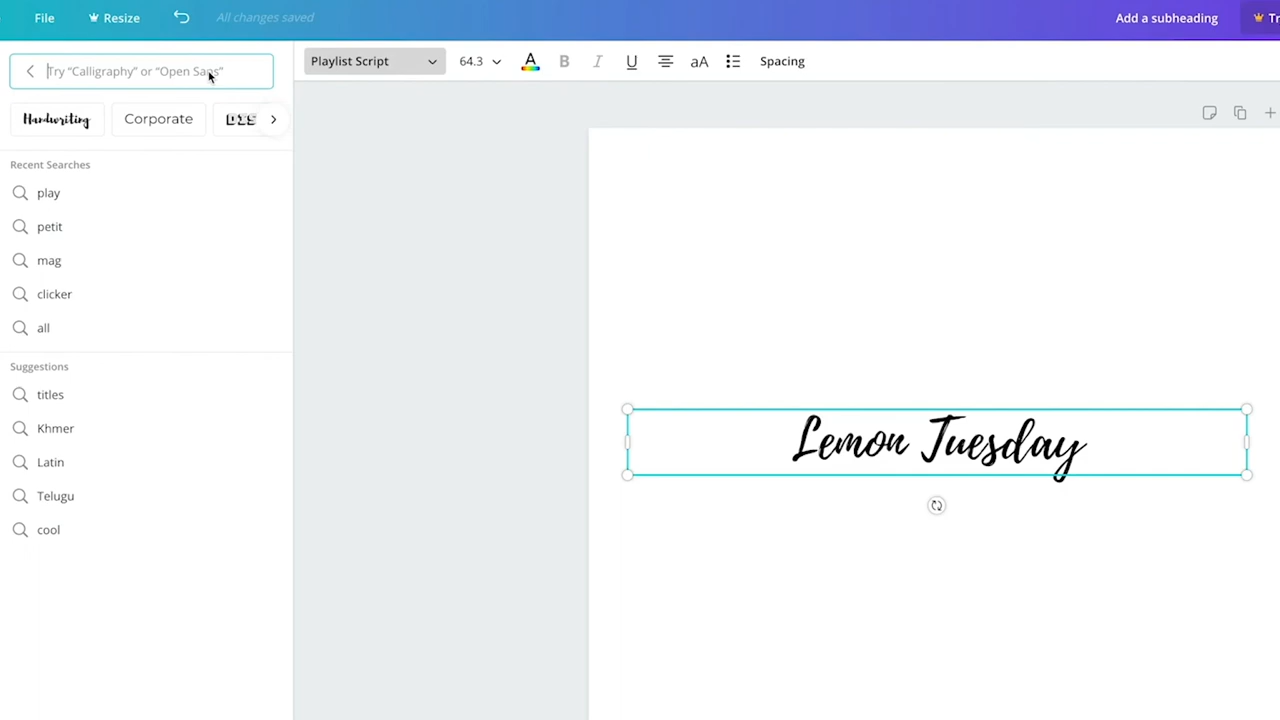 File Resize All changes saved Add a subheading
Try "Calligraphy" or "Open Sans"
Playlist Script 64.3 A B I U aA Spacing
Handwriting Corporate
Recent Searches
play
petit
mag
clicker
all
Suggestions
titles
Khmer
Latin
Telugu
cool
Lemon Tuesday